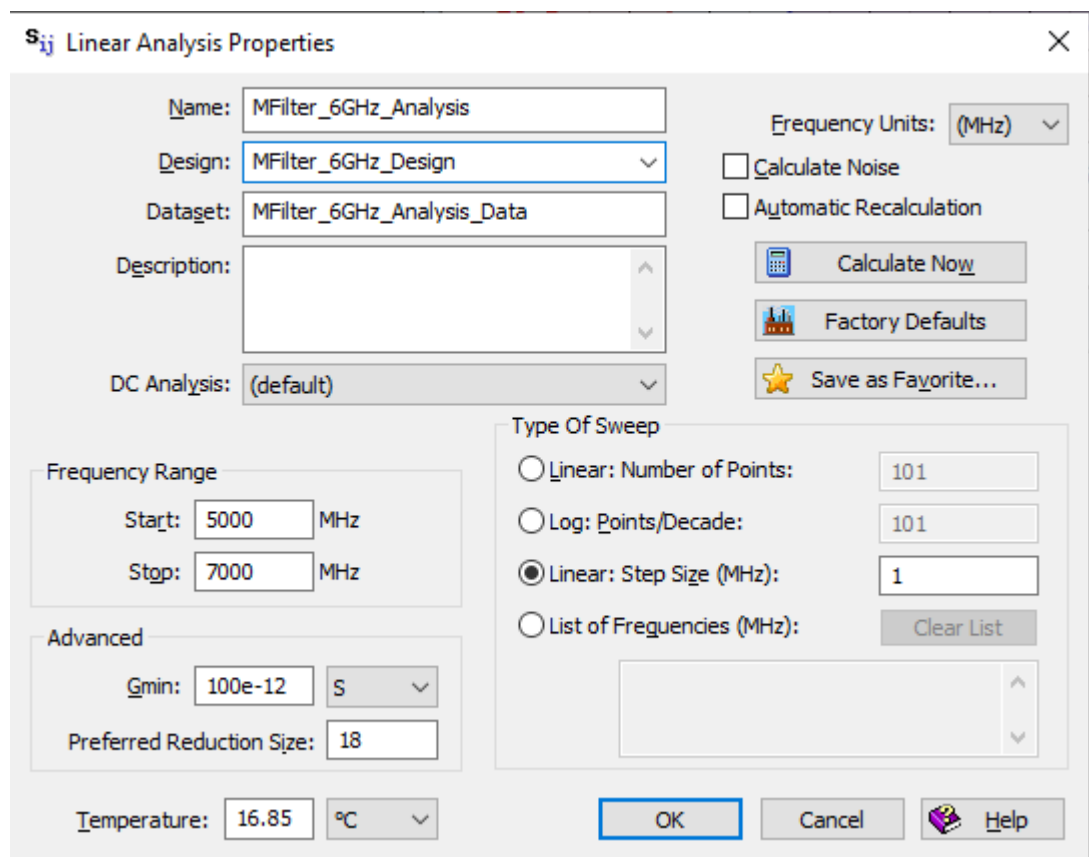 Sij Linear Analysis Properties
Name: MFilter_6GHz_Analysis
Frequency Units: (MHz)
Design: MFilter_6GHz_Design
Calculate Noise
Dataset: MFilter_6GHz_Analysis_Data
Automatic Recalculation
Description:
Calculate Now
Factory Defaults
DC Analysis: (default)
Save as Favorite...
Type Of Sweep
Frequency Range
Linear: Number of Points: 101
Start: 5000 MHz
Log: Points/Decade: 101
Stop: 7000 MHz
Linear: Step Size (MHz): 1
List of Frequencies (MHz): Clear List
Advanced
Gmin: 100e-12 S
Preferred Reduction Size: 18
Temperature: 16.85 °C
OK
Cancel
Help